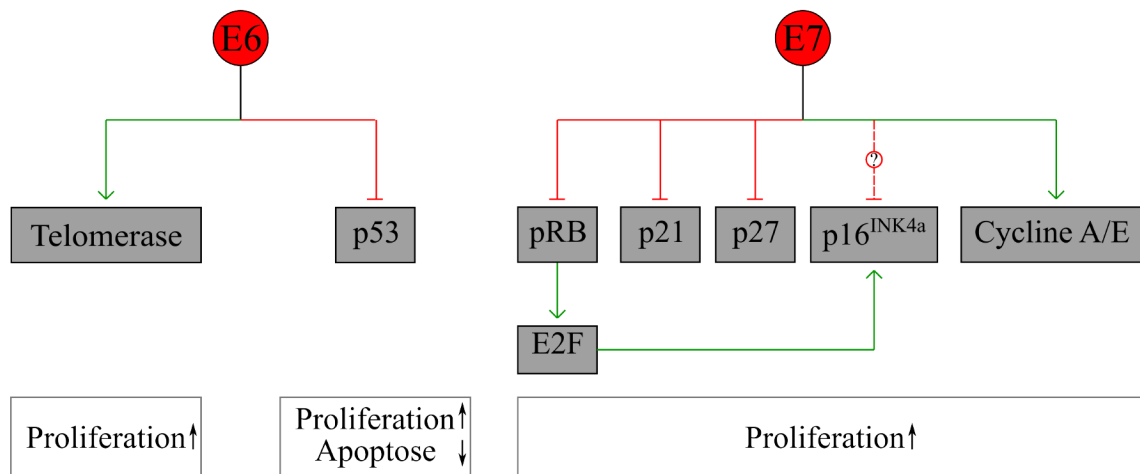 E6
E7
?
Telomerase
p53
pRB
p21
p27
p16INK4a
Cycline A/E
E2F
Proliferation↑
Proliferation↑
Apoptose↓
Proliferation↑